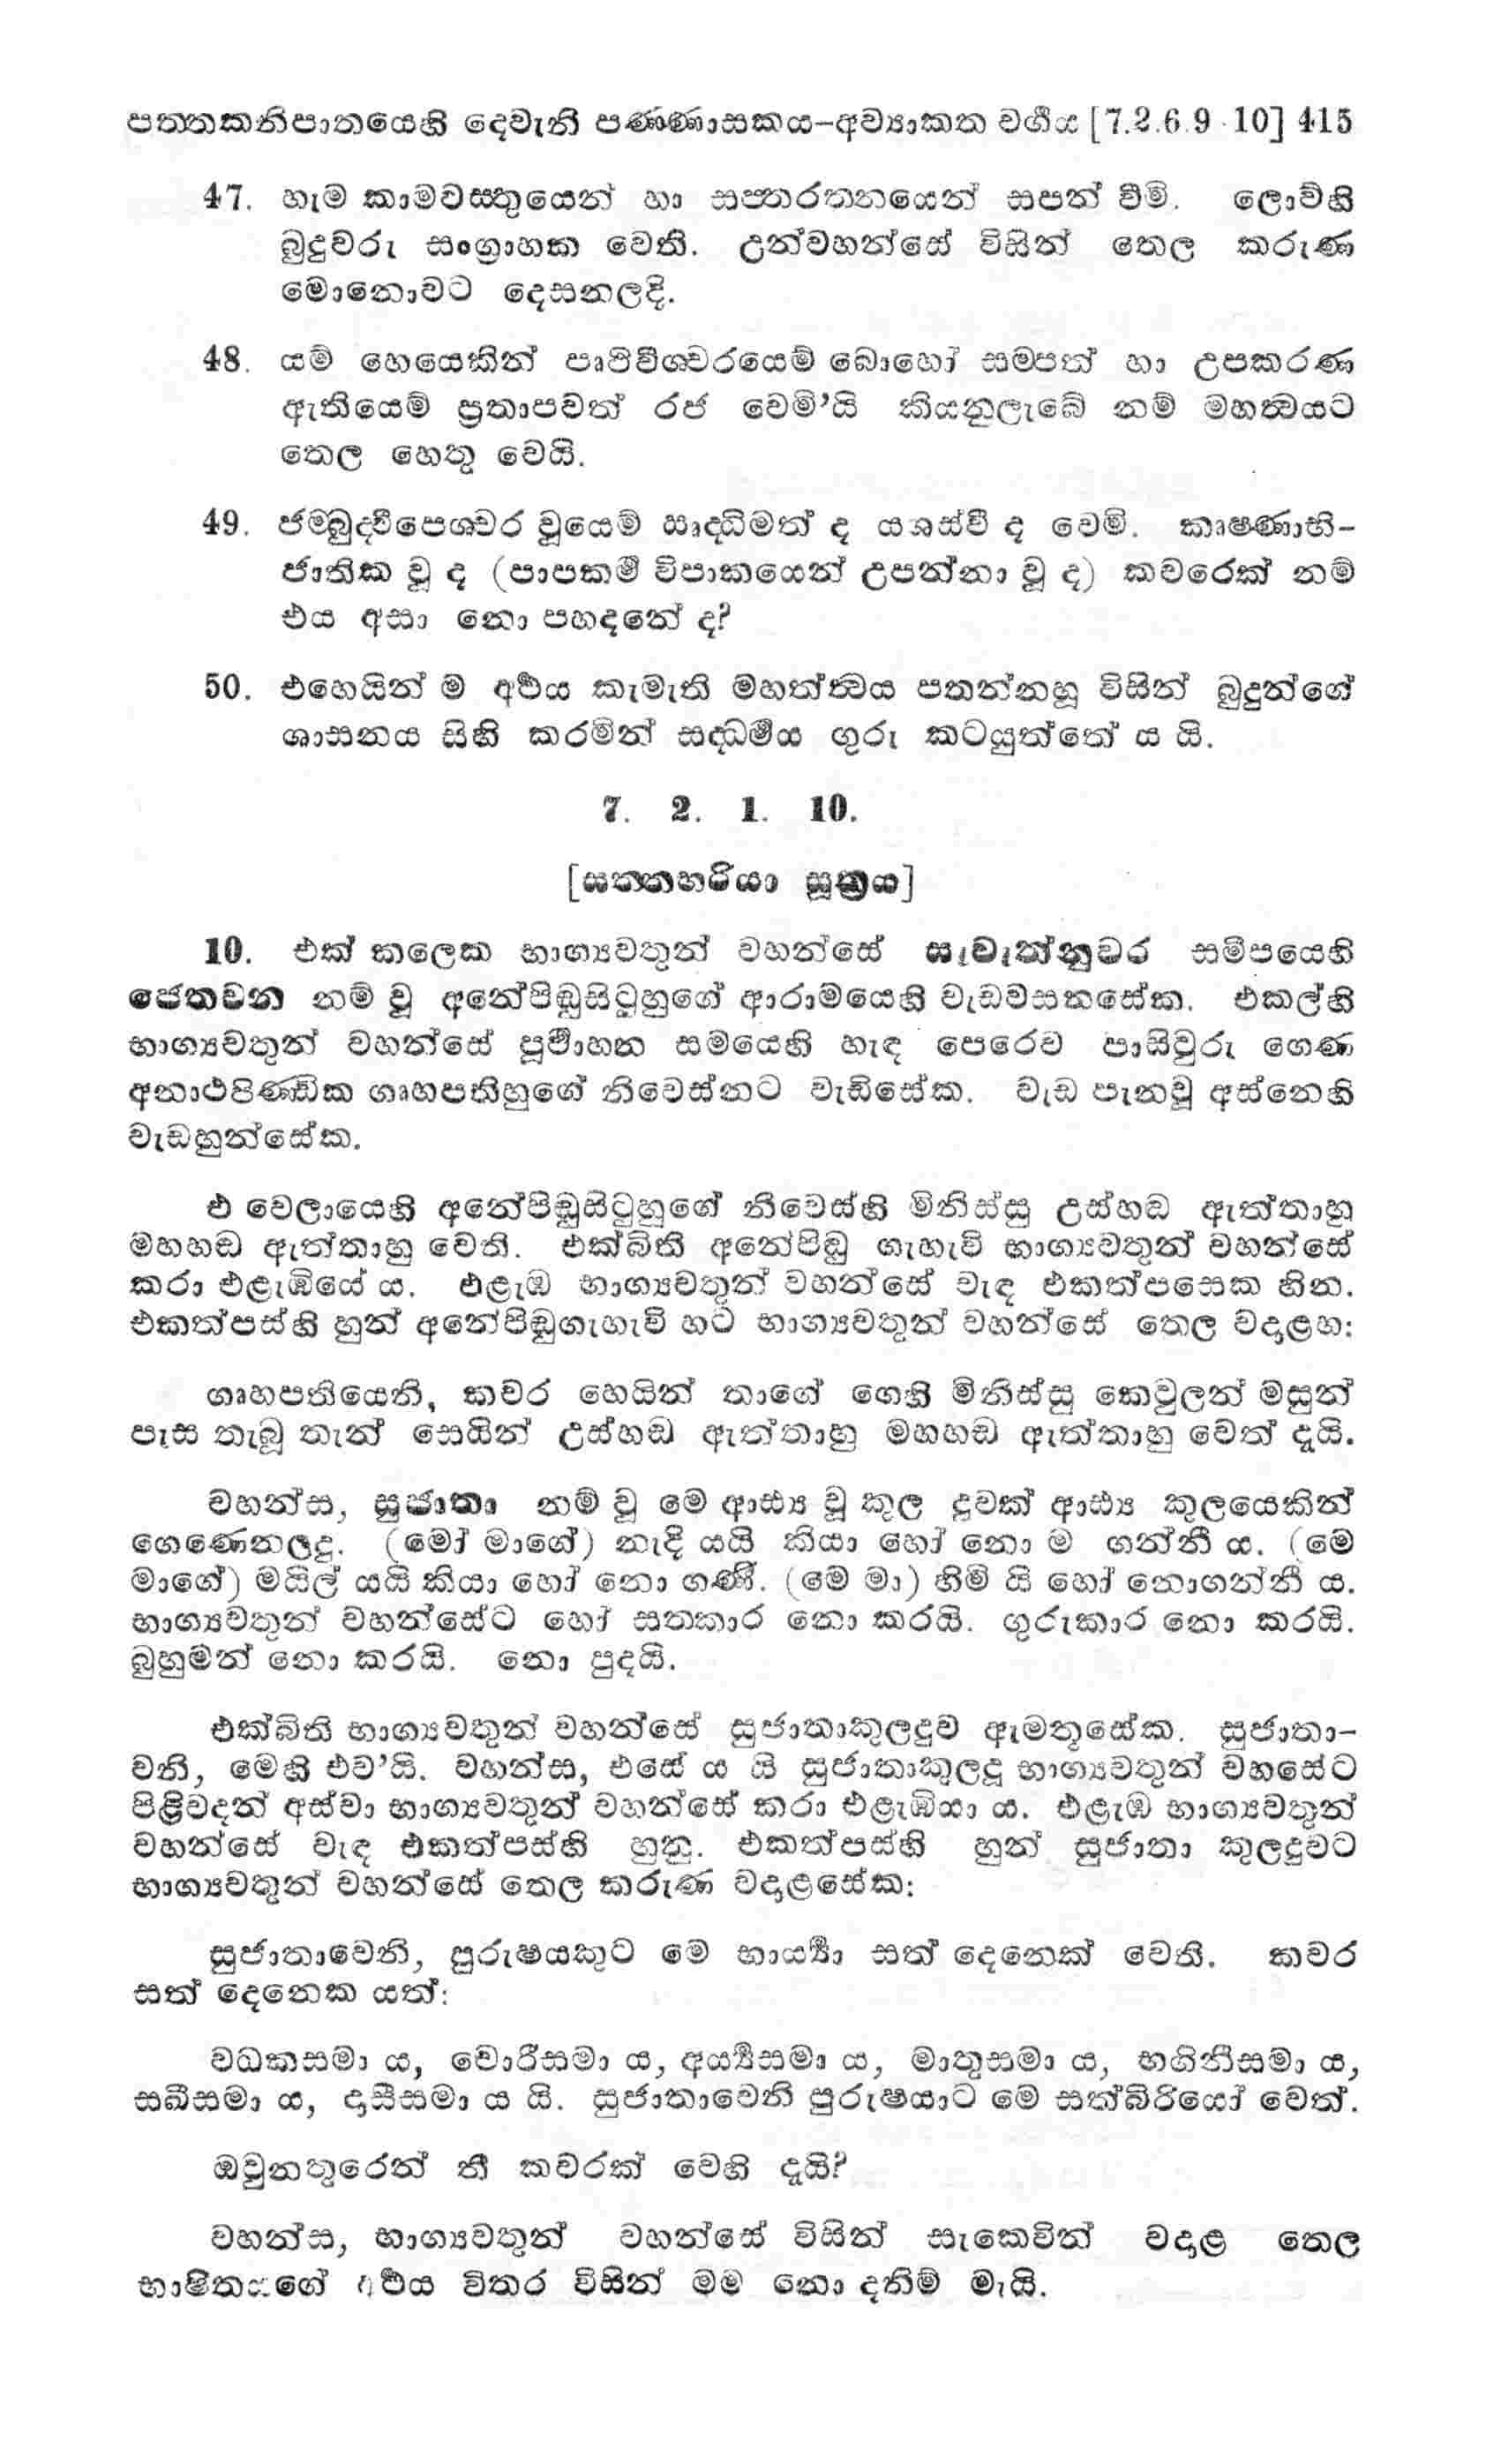 පත‍්තකනිපාතයෙහි දෙවැනි පණ‍්ණාසකය-අව්‍යාකත වර්‍ගය [7.2.6.9 10] 415
47. හැම කාමවස‍්තුයෙන් හා සප‍්තරත‍නයෙන් සපන් වීමි. ලොව්හි
බුදුවරු සංග්‍රාහක වෙති. උන්වහන්සේ විසින් තෙල කරුණ
මොනොවට දෙසනලදි.
48. යම් හෙයෙකින් පෘථිවීශ‍්වරයෙම් බොහෝ සම‍්පත් හා උපකරණ
ඇතියෙම් ප්‍රතාපවත් රජ වෙම්’යි කියනුලැබේ නම් මහත්‍වයට
තෙල හෙතු වෙයි.
49. ජම‍්බුද‍්වීපෙශ‍්වර වූයෙම් ඍද‍්ධිමත් ද යශස්වී ද වෙමි. කෘෂ‍්ණාභි-
ජාතික වූ ද (පාපකර්‍ම විපාකයෙන් උපන්නා වූ ද) කවරෙක් නම්
එය අසා නො පහදනේ ද?
50. එහෙයින් ම අර්‍ථය කැමැති මහත්ත්‍වය පතන්නහු විසින් බුදුන්ගේ
ශාසනය සිහි කරමින් සද‍්ධර්‍මය ගුරු කටයුත්තේ ය යි.
7. 2. 1. 10.
[සත‍්තභරියා සූත්‍රය]
10. එක් කලෙක භාග්‍යවතුන් වහන්සේ සැවැත්නුවර සමීපයෙහි
ජෙතවන නම් වූ අනේපිඬුසිටුහුගේ ආරාමයෙහි වැඩවසනසේක. එකල්හි
භාග්‍යවතුන් වහන්සේ පූර්‍වාහන සමයෙහි හැඳ පෙරෙව පාසිවුරු ගෙණ
අනාථපිණ‍්ඩික ගෘහපතිහුගේ නිවෙස්නට වැඩිසේක. වැඩ පැනවූ අස්නෙහි
වැඩහුන්සේක.
එ වෙලායෙහි අනේපිඬුසිටුහුගේ නිවෙස්හි මිනිස්සු උස්හඬ ඇත්තාහු
මහහඬ ඇත්තාහු වෙති. එක්බිති අනේපිඬු ගැහැවි භාග්‍යවතුන් වහන්සේ
කරා එළැඹියේ ය. එළැඹ භාග්‍යවතුන් වහන්සේ වැඳ එකත්පසෙක හින.
එකත්පස්හි හුන් අනේපිඬුගැහැවි හට භාග්‍යවතුන් වහන්සේ තෙල වදාළහ:
ගෘහපතියෙනි, කවර හෙයින් තාගේ ගෙහි මිනිස්සු කෙවුලන් මසුන්
පැස තැබූ තැන් සෙයින් උස්හඬ ඇත්තාහු මහහඬ ඇත්තාහු වෙත් දැයි.
වහන්ස, සුජාතා නම් වූ මෙ ආඪ්‍ය වූ කුල දුවක් ආඪ්‍ය කුලයෙකින්
ගෙණෙනලදු. (මෝ මාගේ) නැදි යයි කියා හෝ නො ම ගන්නී ය. (මෙ
මාගේ) මයිල් යයි කියා හෝ නො ගණී. (මෙ මා) හිමි යි හෝ නොගන්නී ය.
භාග්‍යවතුන් වහන්සේට හෝ සත‍්කාර නො කරයි. ගුරුකාර නො කරයි.
බුහුමන් නො කරයි. නො පුදයි.
එක්බිති භාග්‍යවතුන් වහන්සේ සුජාතාකුලදුව ඇමතූසේක. සුජාතා-
වනි, මෙහි එව’යි. වහන්ස, එසේ ය යි සුජාතාකුලදූ භාග්‍යවතුන් වහසේට
පිළිවදන් අස්වා භාග්‍යවතුන් වහන්සේ කරා එළැඹියා ය. එළැඹ භාග්‍යවතුන්
වහන්සේ වැඳ එකත්පස්හි හුනු. එකත්පස්හි හුන් සුජාතා කුලදුවට
භාග්‍යවතුන් වහන්සේ තෙල කරුණ වදාළසේක:
සුජාතාවෙනි, පුරුෂයකුට මෙ භාර්‍ය්‍යා සත් දෙනෙක් වෙති. කවර
සත් දෙනෙක යත්:
වධකසමා ය, චොරීසමා ය, අර්‍ය්‍යසමා ය, මාතුසමා ය, භගිනීසමා ය,
සඛීසමා ය, දාසීසමා ය යි. සුජාතාවෙනි පුරුෂයාට මෙ සත්බිරියෝ වෙත්.
ඔවුනතුරෙන් තී කවරක් වෙහි දැයි?
වහන්ස, භාග්‍යවතුන් වහන්සේ විසින් සැකෙවින් වදාළ තෙල
භාෂිතයගේ අර්‍ථය විතර විසින් මම නො දනිම් මැයි.